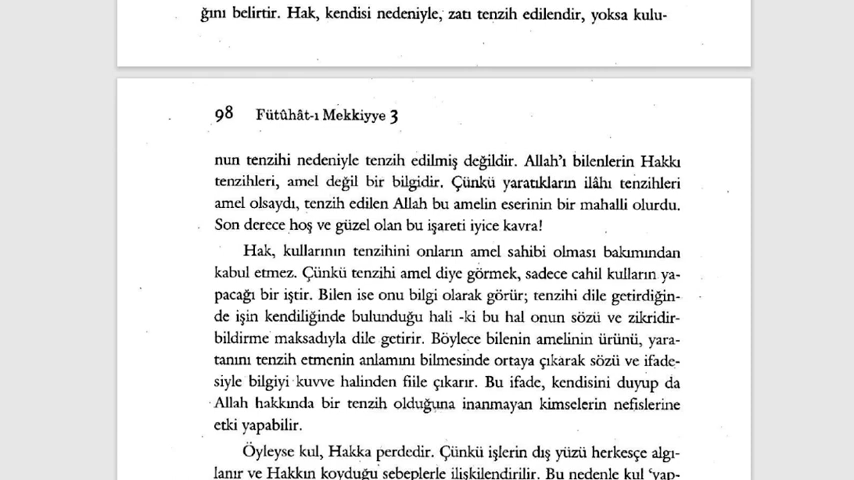 ğını belirtir. Hak, kendisi nedeniyle, zatı tenzih edilendir, yoksa kulu-
98 Fütûhât-ı Mekkiyye 3
nun tenzihi nedeniyle tenzih edilmiş değildir. Allah'ı bilenlerin Hakkı
tenzihleri, amel değil bir bilgidir. Çünkü yaratıkların ilâhı tenzihleri
amel olsaydı, tenzih edilen Allah bu amelin eserinin bir mahalli olurdu.
Son derece hoş ve güzel olan bu işareti iyice kavra!
Hak, kullarının tenzihini onların amel sahibi olması bakımından
kabul etmez. Çünkü tenzihi amel diye görmek, sadece cahil kulların ya-
pacağı bir iştir. Bilen ise onu bilgi olarak görür; tenzihi dile getirdiğin-
de işin kendiliğinde bulunduğu hali -ki bu hal onun sözü ve zikridir-
bildirme maksadıyla dile getirir. Böylece bilenin amelinin ürünü, yara-
tanını tenzih etmenin anlamını bilmesinde ortaya çıkarak sözü ve ifade-
siyle bilgiyi kuvve halinden fiile çıkarır. Bu ifade, kendisini duyup da
Allah hakkında bir tenzih olduğuna inanmayan kimselerin nefislerine
etki yapabilir.
Öyleyse kul, Hakka perdedir. Çünkü işlerin dış yüzü herkesçe algı-
lanır ve Hakkın koyduğu sebeplerle ilişkilendirilir. Bu nedenle kul 'yap-